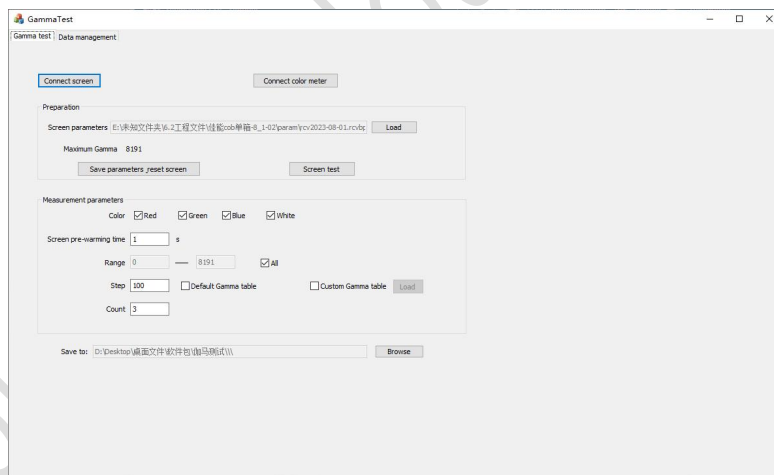 GammaTest
Gamma test Data management
Connect screen Connect color meter
Preparation
Screen parameters E:\未知文件夹\6.2工程文件\佳能cob单箱-8_1-02\param\rcv2023-08-01.rcvbp Load
Maximum Gamma 8191
Save parameters ,reset screen Screen test
Measurement parameters
Color Red Green Blue White
Screen pre-warming time 1 s
Range 0 — 8191 All
Step 100 Default Gamma table Custom Gamma table Load
Count 3
Save to: D:\Desktop\桌面文件\软件包\伽马测试\\\ Browse